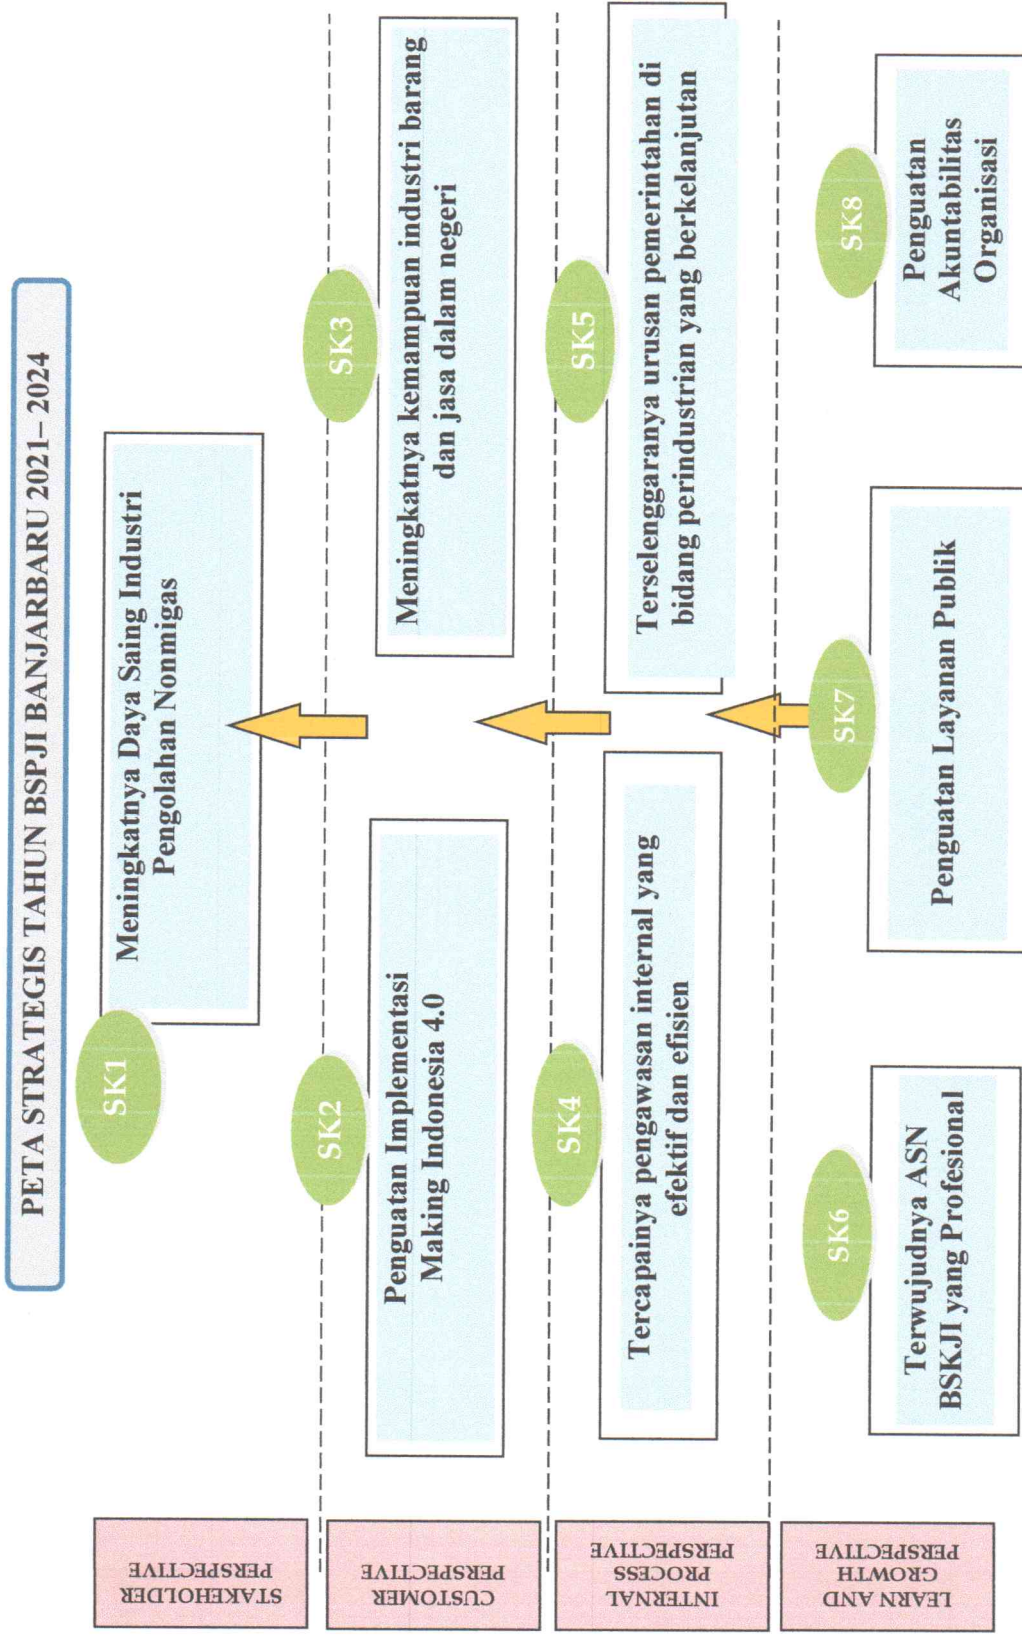 PETA STRATEGIS TAHUN BSPJI BANJARBARU 2021– 2024
STAKEHOLDER
PERSPECTIVE
SK1
Meningkatnya Daya Saing Industri
Pengolahan Nonmigas
CUSTOMER
PERSPECTIVE
SK2
Penguatan Implementasi
Making Indonesia 4.0
SK3
Meningkatnya kemampuan industri barang
dan jasa dalam negeri
INTERNAL
PROCESS
PERSPECTIVE
SK4
Tercapainya pengawasan internal yang
efektif dan efisien
SK5
Terselenggaranya urusan pemerintahan di
bidang perindustrian yang berkelanjutan
LEARN AND
GROWTH
PERSPECTIVE
SK6
Terwujudnya ASN
BSKJI yang Profesional
SK7
Penguatan Layanan Publik
SK8
Penguatan
Akuntabilitas
Organisasi